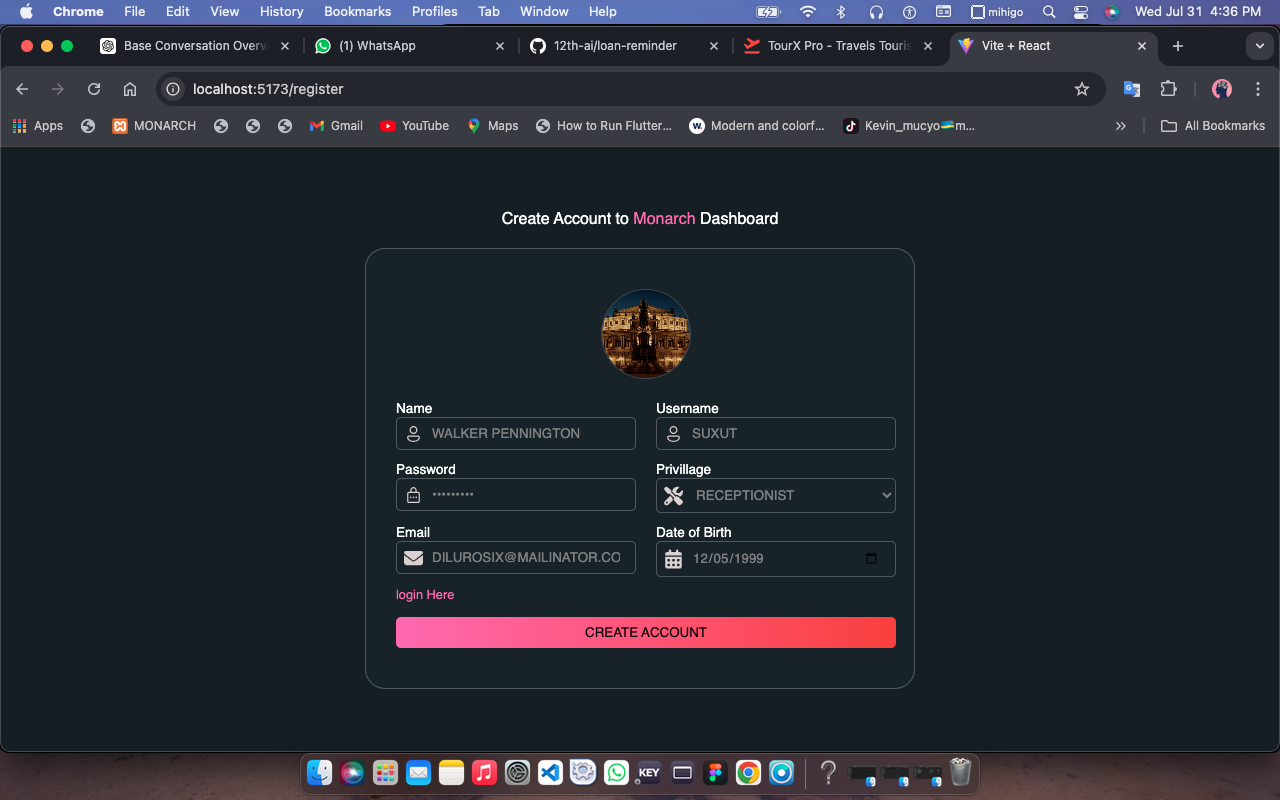 Chrome File Edit View History Bookmarks Profiles Tab Window Help mihigo Wed Jul 31 4:36 PM
Base Conversation Overv (1) WhatsApp 12th-ai/loan-reminder TourX Pro - Travels Touris Vite + React
localhost:5173/register
Apps MONARCH Gmail YouTube Maps How to Run Flutter... Modern and colorf... Kevin_mucyo🇷🇼m... All Bookmarks
Create Account to Monarch Dashboard
Name Username
WALKER PENNINGTON SUXUT
Password Privillage
••••••••• RECEPTIONIST
Email Date of Birth
DILUROSIX@MAILINATOR.CO 12/05/1999
login Here
CREATE ACCOUNT
KEY